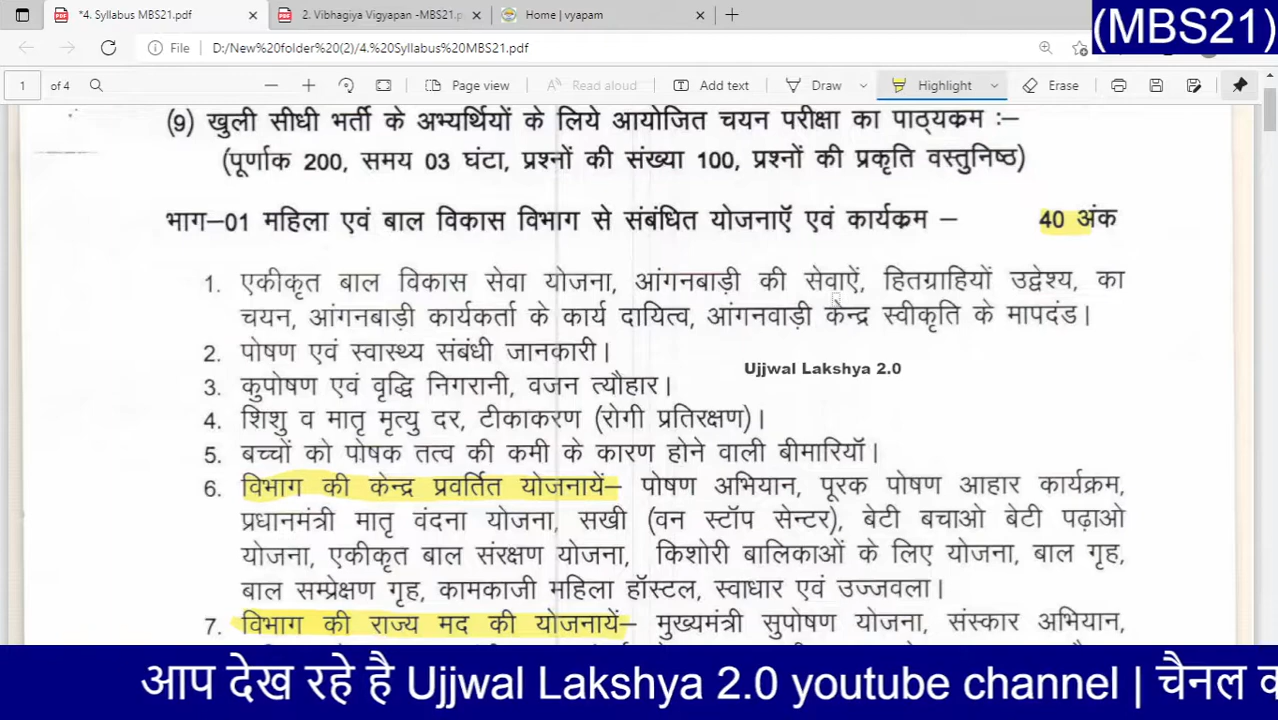 *4. Syllabus MBS21.pdf
2. Vibhagiya Vigyapan -MBS21.p
Home | vyapam
(MBS21)
File
D:/New%20folder%20(2)/4.%20Syllabus%20MBS21.pdf
1 of 4
Page view
Read aloud
Add text
Draw
Highlight
Erase
(9) खुली सीधी भर्ती के अभ्यर्थियों के लिये आयोजित चयन परीक्षा का पाठ्यक्रम :–
(पूर्णाक 200, समय 03 घंटा, प्रश्नों की संख्या 100, प्रश्नों की प्रकृति वस्तुनिष्ठ)
भाग–01 महिला एवं बाल विकास विभाग से संबंधित योजनाऍ एवं कार्यक्रम – 40 अंक
1. एकीकृत बाल विकास सेवा योजना, आंगनबाड़ी की सेवाऐं, हितग्राहियों उद्वेश्य, का
चयन, आंगनबाड़ी कार्यकर्ता के कार्य दायित्व, आंगनवाड़ी केन्द्र स्वीकृति के मापदंड।
2. पोषण एवं स्वास्थ्य संबंधी जानकारी।
Ujjwal Lakshya 2.0
3. कुपोषण एवं वृद्धि निगरानी, वजन त्यौहार।
4. शिशु व मातृ मृत्यु दर, टीकाकरण (रोगी प्रतिरक्षण)।
5. बच्चों को पोषक तत्व की कमी के कारण होने वाली बीमारियॉ।
6. विभाग की केन्द्र प्रवर्तित योजनायें– पोषण अभियान, पूरक पोषण आहार कार्यक्रम,
प्रधानमंत्री मातृ वंदना योजना, सखी (वन स्टॉप सेन्टर), बेटी बचाओ बेटी पढ़ाओ
योजना, एकीकृत बाल संरक्षण योजना, किशोरी बालिकाओं के लिए योजना, बाल गृह,
बाल सम्प्रेक्षण गृह, कामकाजी महिला हॉस्टल, स्वाधार एवं उज्जवला।
7. विभाग की राज्य मद की योजनायें– मुख्यमंत्री सुपोषण योजना, संस्कार अभियान,
आप देख रहे है Ujjwal Lakshya 2.0 youtube channel | चैनल